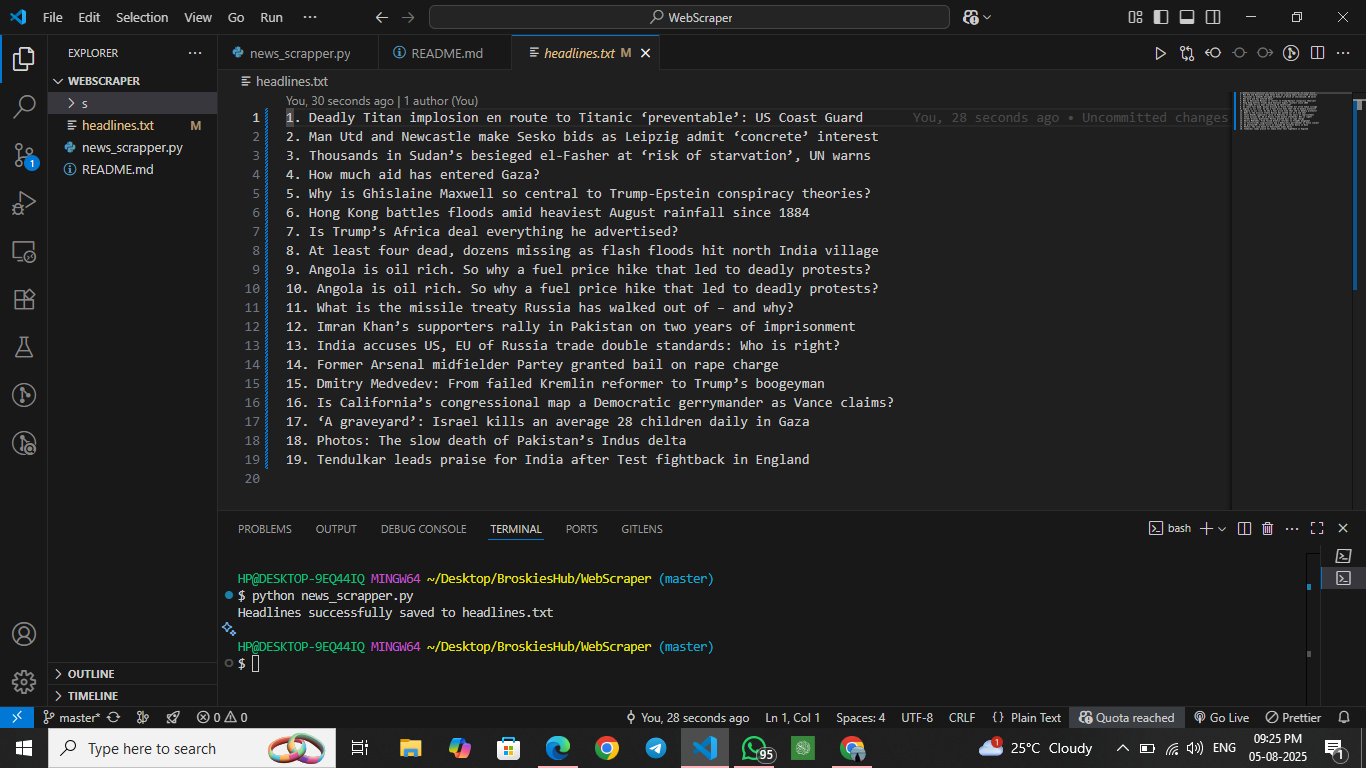 File Edit Selection View Go Run ··· WebScraper
EXPLORER ···
WEBSCRAPER
s
headlines.txt M
news_scrapper.py
README.md
OUTLINE
TIMELINE
news_scrapper.py README.md headlines.txt M
headlines.txt
You, 30 seconds ago | 1 author (You)
1 1. Deadly Titan implosion en route to Titanic ‘preventable’: US Coast Guard You, 28 seconds ago • Uncommitted changes
2 2. Man Utd and Newcastle make Sesko bids as Leipzig admit ‘concrete’ interest
3 3. Thousands in Sudan’s besieged el-Fasher at ‘risk of starvation’, UN warns
4 4. How much aid has entered Gaza?
5 5. Why is Ghislaine Maxwell so central to Trump-Epstein conspiracy theories?
6 6. Hong Kong battles floods amid heaviest August rainfall since 1884
7 7. Is Trump’s Africa deal everything he advertised?
8 8. At least four dead, dozens missing as flash floods hit north India village
9 9. Angola is oil rich. So why a fuel price hike that led to deadly protests?
10 10. Angola is oil rich. So why a fuel price hike that led to deadly protests?
11 11. What is the missile treaty Russia has walked out of – and why?
12 12. Imran Khan’s supporters rally in Pakistan on two years of imprisonment
13 13. India accuses US, EU of Russia trade double standards: Who is right?
14 14. Former Arsenal midfielder Partey granted bail on rape charge
15 15. Dmitry Medvedev: From failed Kremlin reformer to Trump’s boogeyman
16 16. Is California’s congressional map a Democratic gerrymander as Vance claims?
17 17. ‘A graveyard’: Israel kills an average 28 children daily in Gaza
18 18. Photos: The slow death of Pakistan’s Indus delta
19 19. Tendulkar leads praise for India after Test fightback in England
20
PROBLEMS OUTPUT DEBUG CONSOLE TERMINAL PORTS GITLENS bash
HP@DESKTOP-9EQ44IQ MINGW64 ~/Desktop/BroskiesHub/WebScraper (master)
$ python news_scrapper.py
Headlines successfully saved to headlines.txt
HP@DESKTOP-9EQ44IQ MINGW64 ~/Desktop/BroskiesHub/WebScraper (master)
$
1
master* 0 0 You, 28 seconds ago Ln 1, Col 1 Spaces: 4 UTF-8 CRLF {} Plain Text Quota reached Go Live Prettier
Type here to search 95 1 25°C Cloudy ENG 09:25 PM 1
05-08-2025